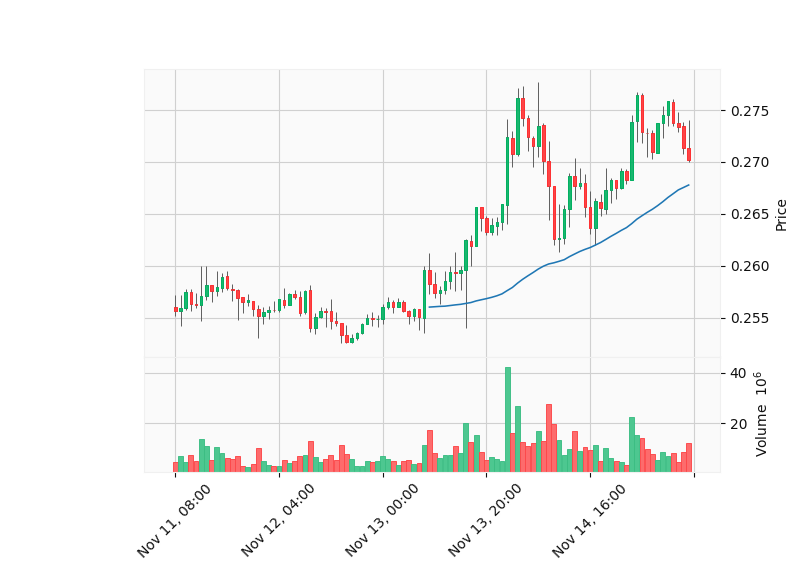 0.275
0.270
0.265
0.260
0.255
Price
40
20
Volume 10⁶
Nov 11, 08:00
Nov 12, 04:00
Nov 13, 00:00
Nov 13, 20:00
Nov 14, 16:00